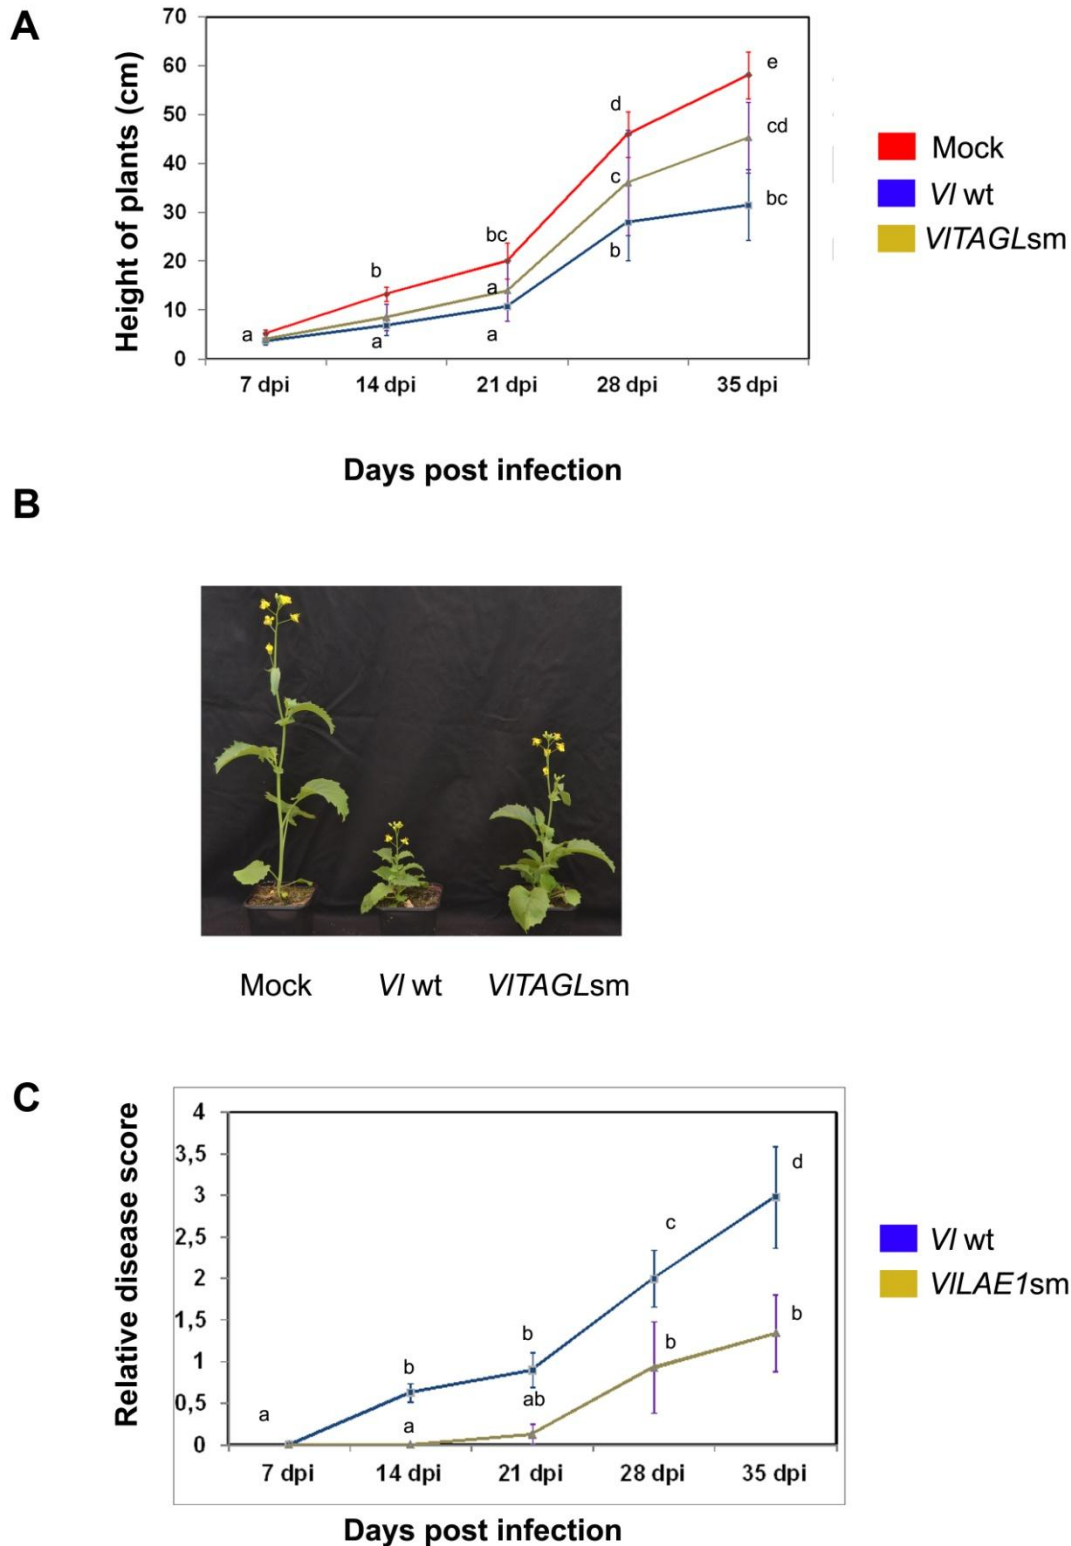 A
Height of plants (cm)
70
60
50
40
30
20
10
0
a
b
a
bc
a
a
d
c
b
e
cd
bc
7 dpi 14 dpi 21 dpi 28 dpi 35 dpi
Days post infection
Mock
Vl wt
VlTAGLsm
B
Mock Vl wt VlTAGLsm
C
Relative disease score
4
3,5
3
2,5
2
1,5
1
0,5
0
a
b
a
b
ab
c
b
d
b
7 dpi 14 dpi 21 dpi 28 dpi 35 dpi
Days post infection
Vl wt
VlLAE1sm